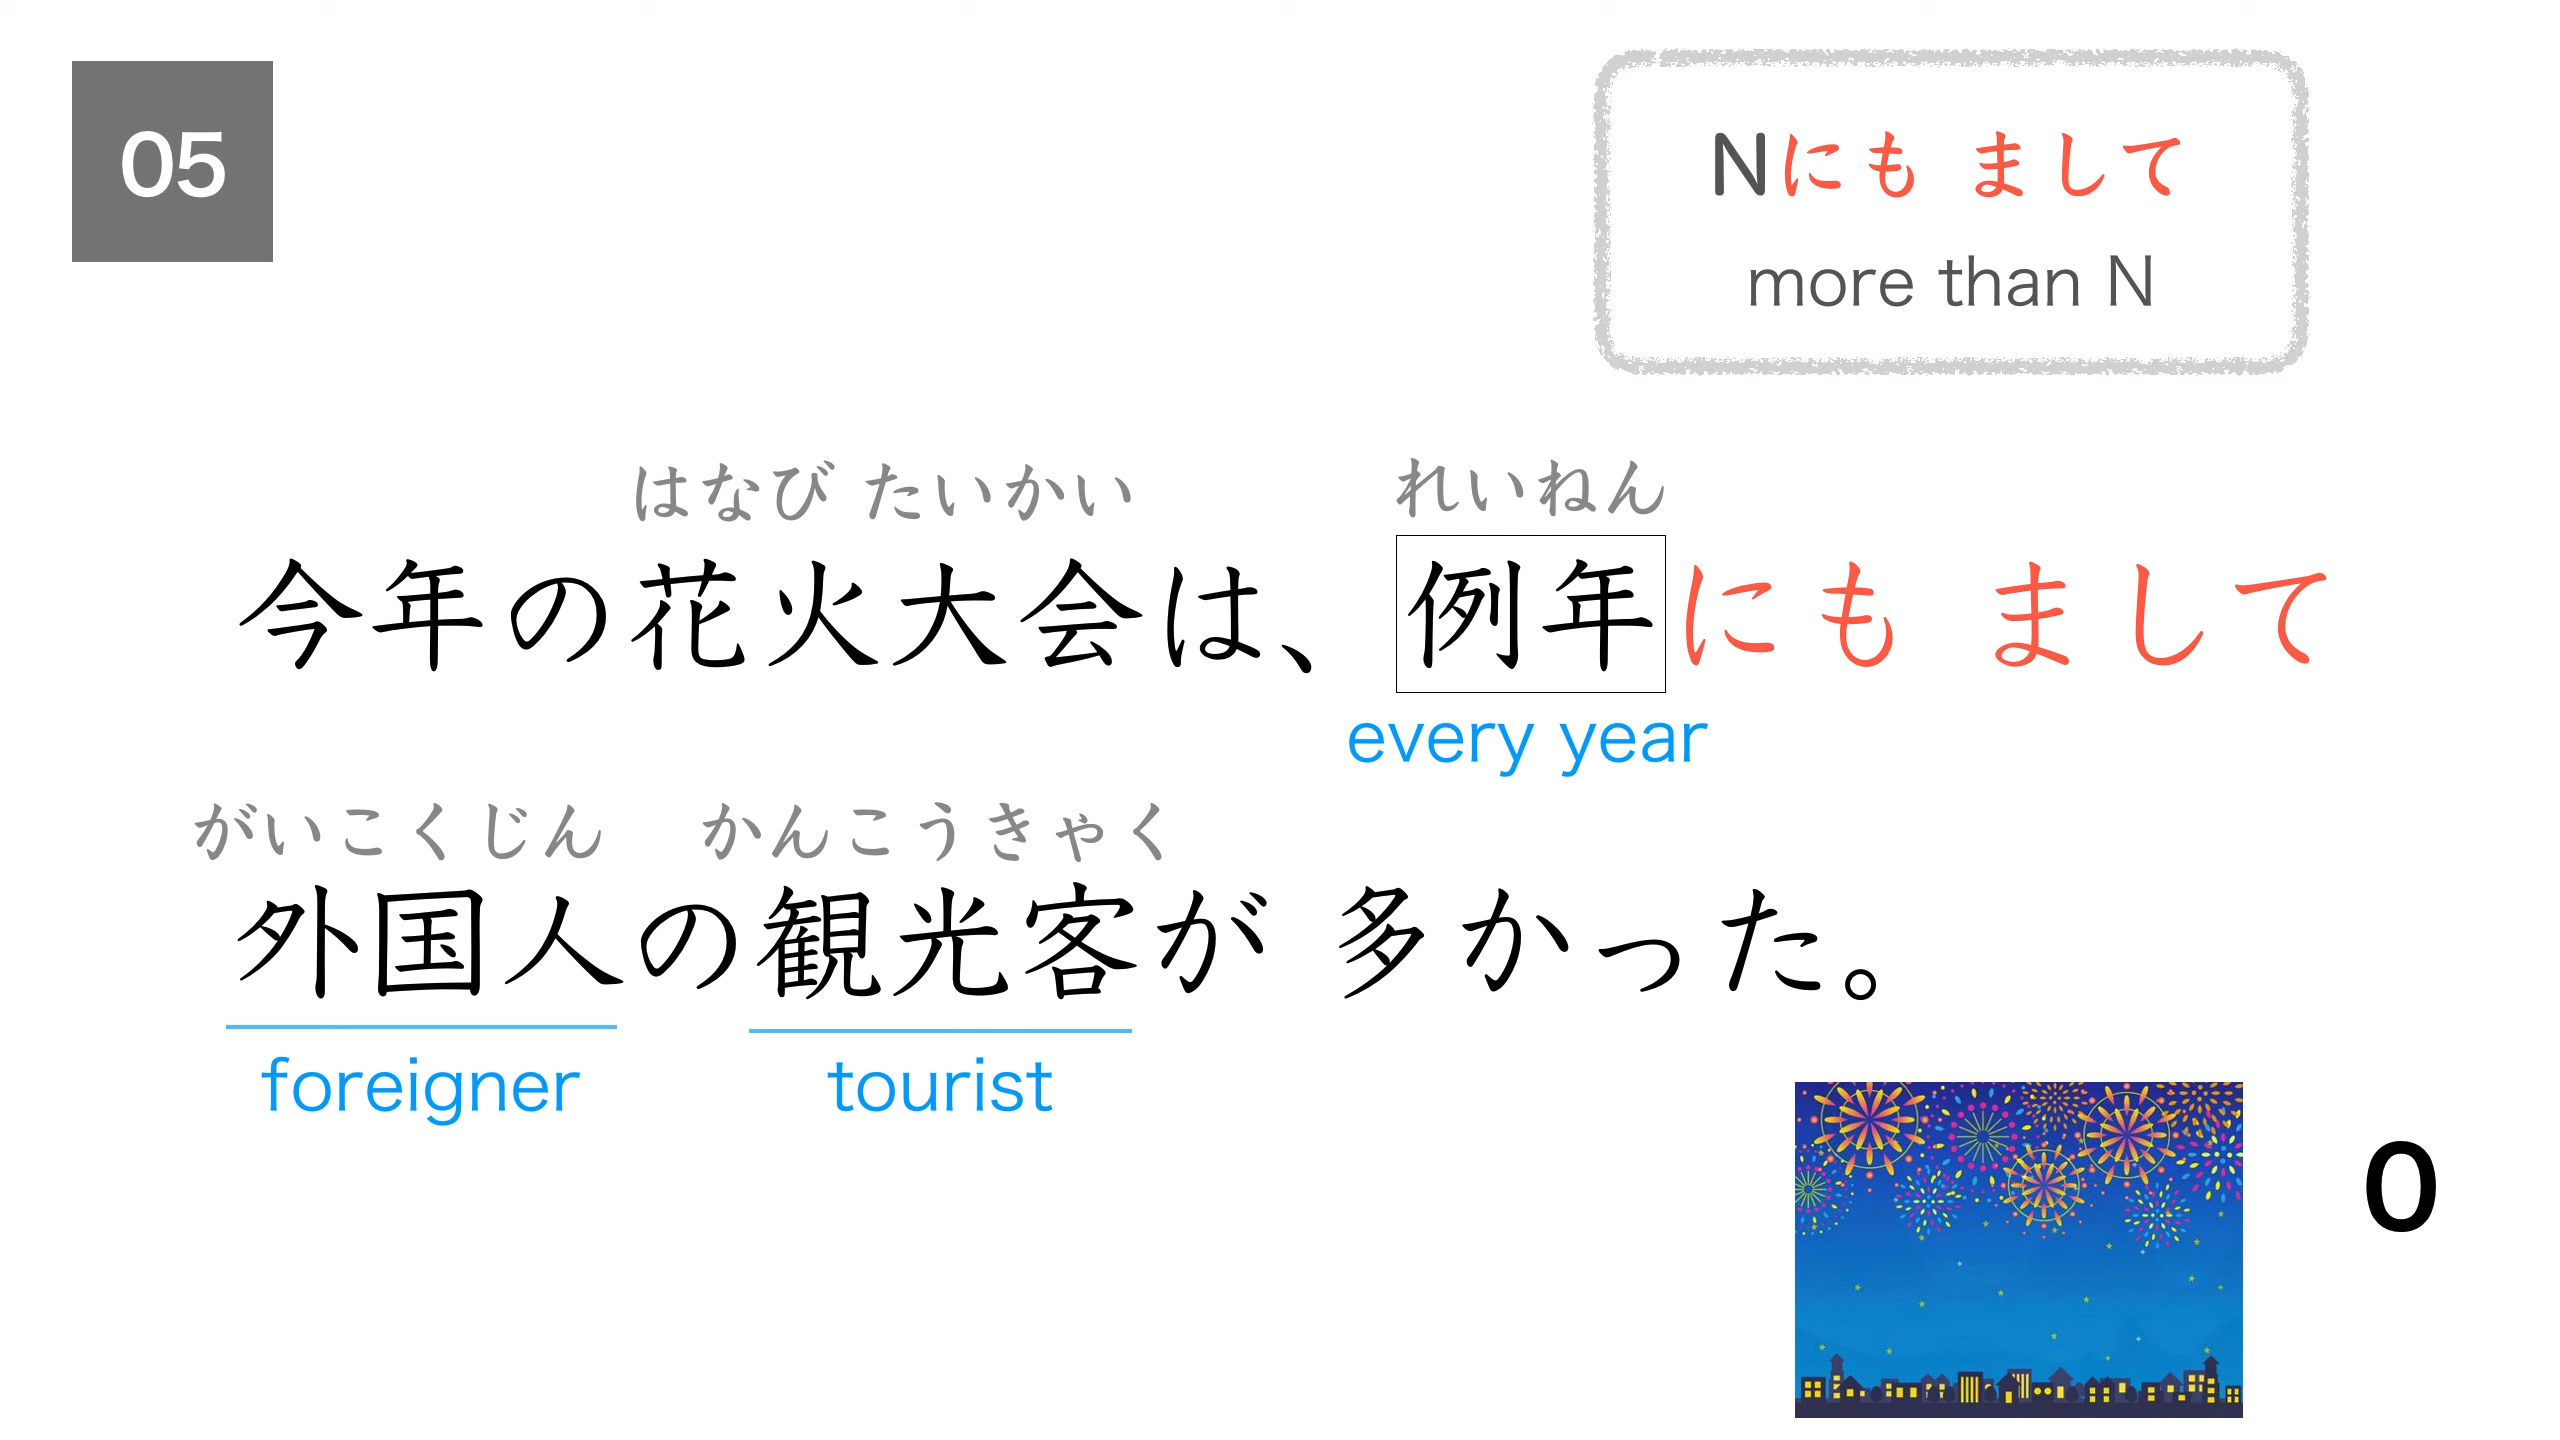 05
Nにも まして
more than N
はなび たいかい れいねん
今年の花火大会は、例年にも まして
every year
がいこくじん かんこうきゃく
外国人の観光客が 多かった。
foreigner tourist
0